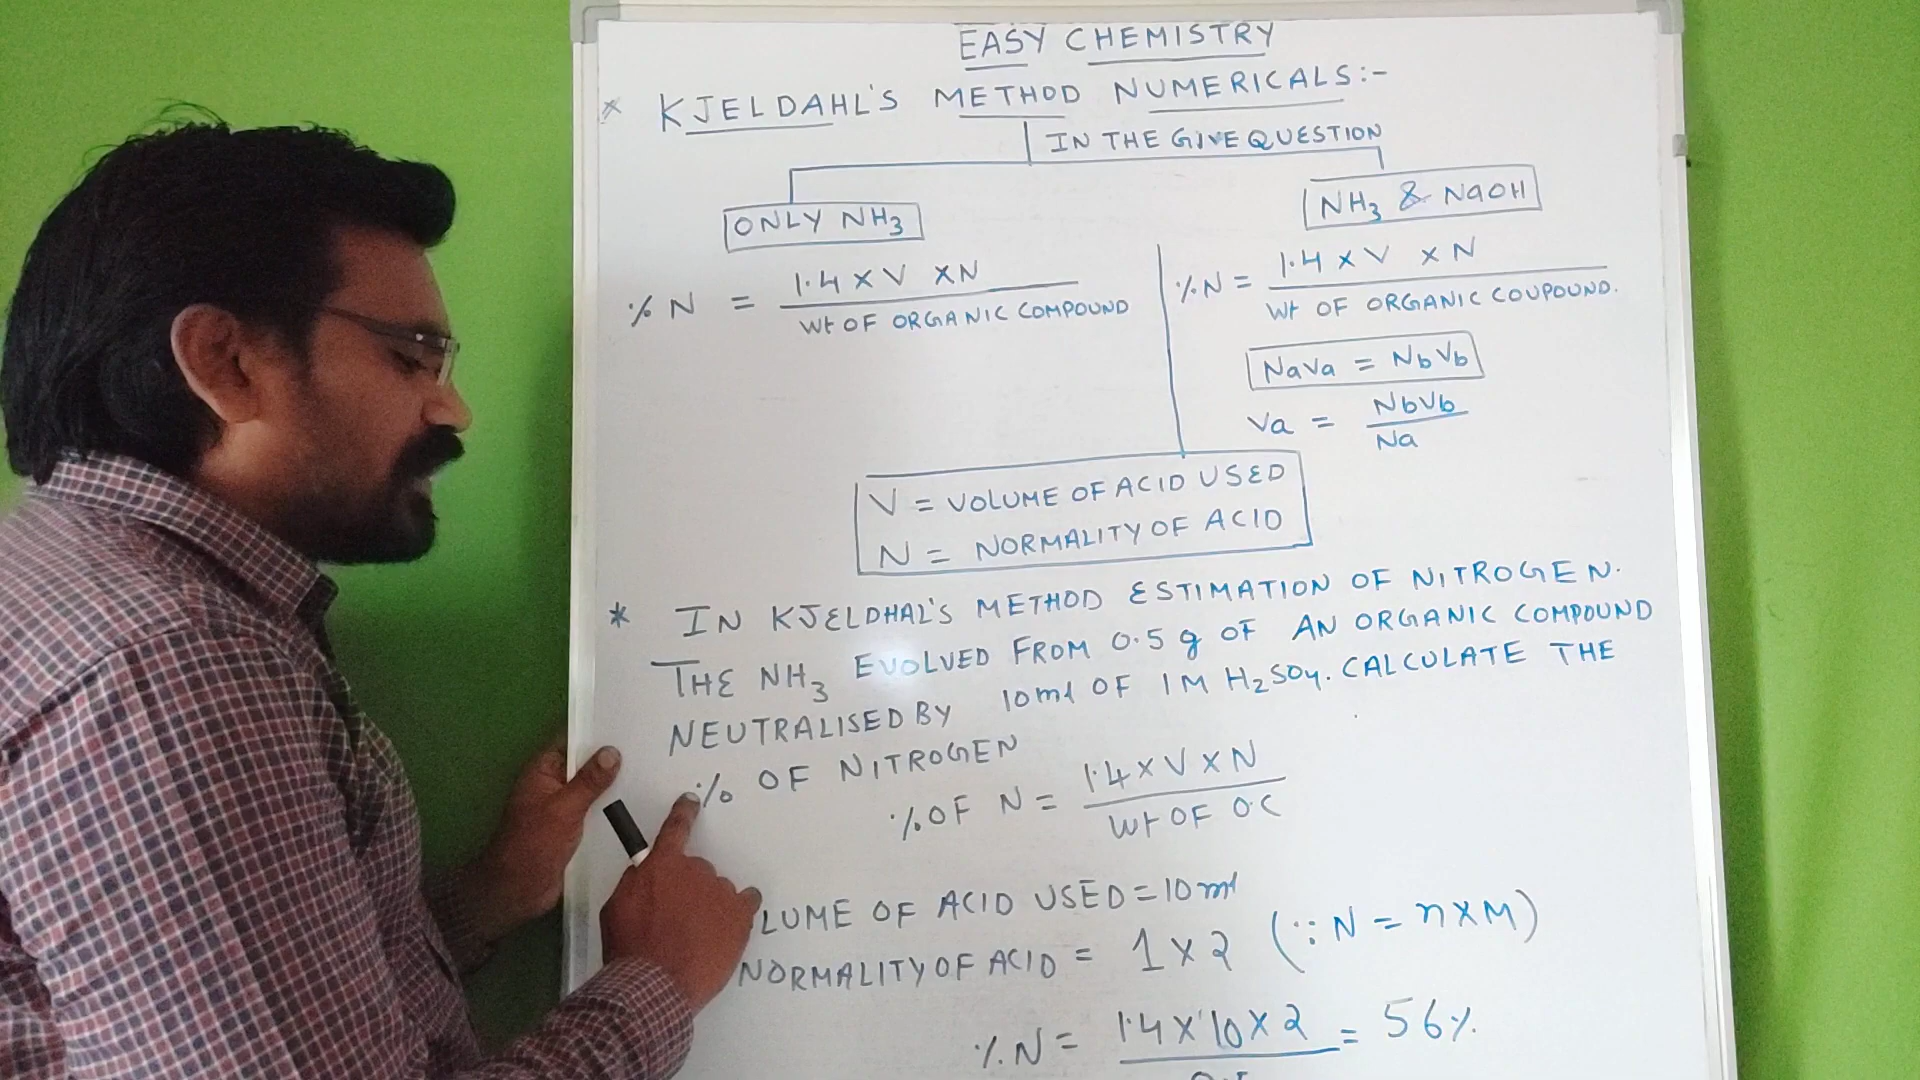 EASY CHEMISTRY
* KJELDAHL'S METHOD NUMERICALS:-
IN THE GIVE QUESTION
ONLY NH3
NH3 & NaOH
% N = 1.4 x V x N / Wt OF ORGANIC COMPOUND
% N = 1.4 x V x N / Wt OF ORGANIC COUPOUND.
NaVa = NbVb
Va = NbVb / Na
V = VOLUME OF ACID USED
N = NORMALITY OF ACID
* IN KJELDHAL'S METHOD ESTIMATION OF NITROGEN.
THE NH3 EVOLVED FROM 0.5 g OF AN ORGANIC COMPOUND
NEUTRALISED BY 10ml OF 1M H2SO4. CALCULATE THE
% OF NITROGEN
% OF N = 1.4 x V x N / Wt OF O.C
LUME OF ACID USED = 10 ml
NORMALITY OF ACID = 1 x 2 (∵ N = n x M)
% N = 1.4 x 10 x 2 = 56%